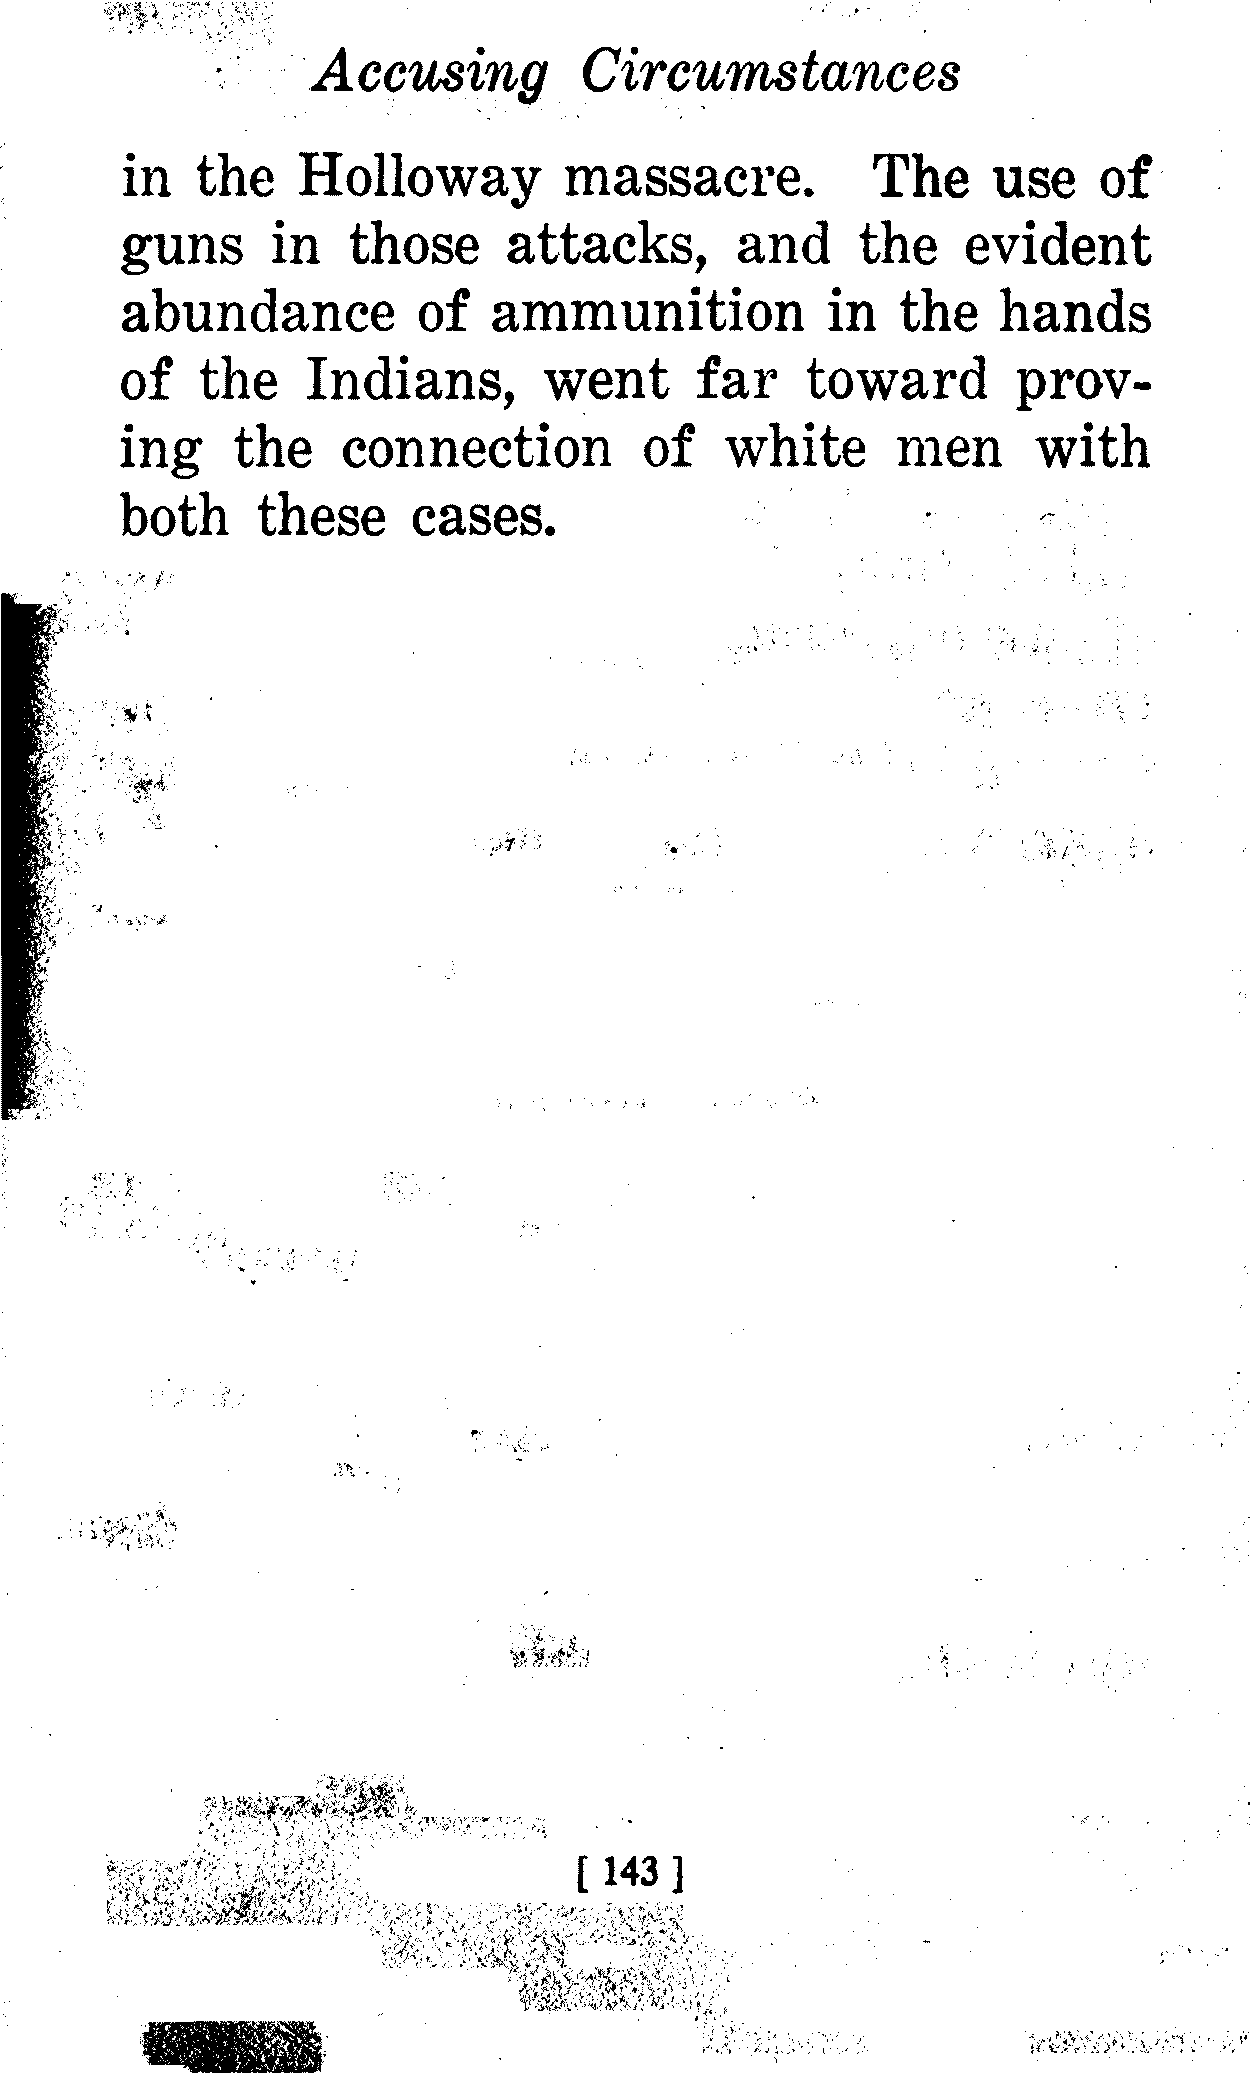 Accusing Circumstances
in the Holloway massacre. The use of
guns in those attacks, and the evident
abundance of ammunition in the hands
of the Indians, went far toward prov-
ing the connection of white men with
both these cases.
[ 143 ]